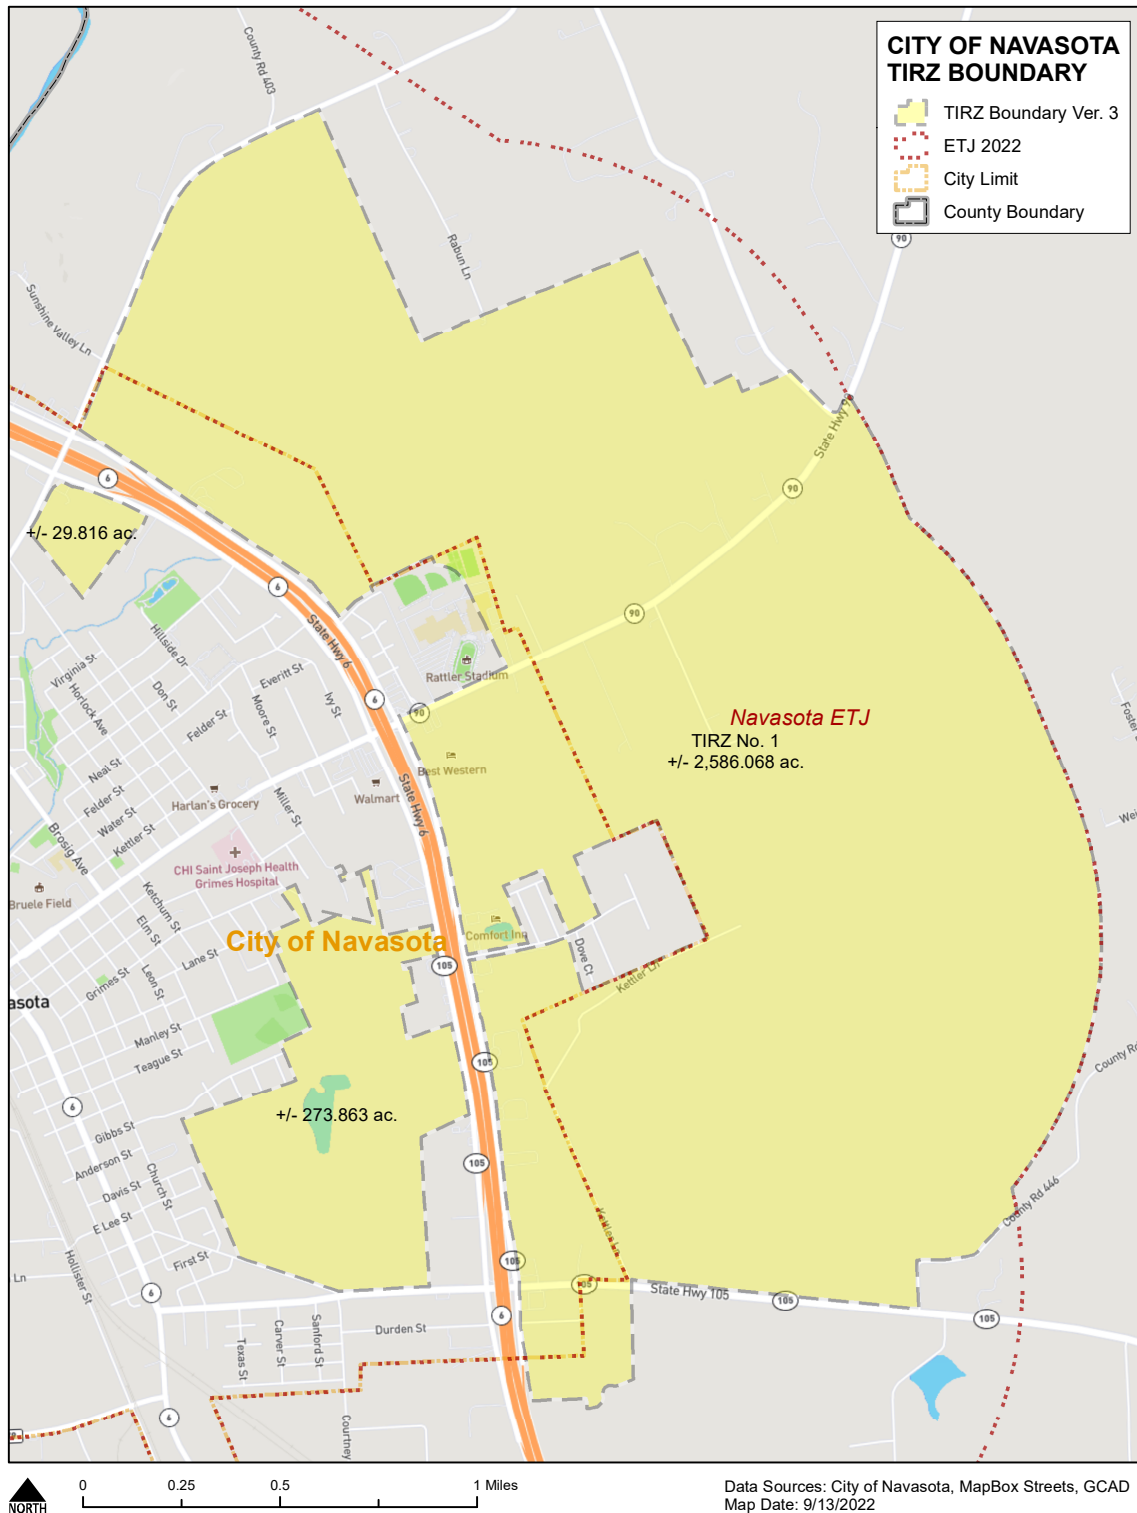 CITY OF NAVASOTA
TIRZ BOUNDARY
TIRZ Boundary Ver. 3
ETJ 2022
City Limit
County Boundary
County Rd 403
90
Rabun Ln
Sunshine Valley Ln
State Hwy 9
6
90
+/- 29.816 ac.
6
90
Hillside Dr
State Hwy 6
Virginia St
Everitt St
Rattler Stadium
Horlock Ave
Don St
Ivy St
6
90
Moore St
Felder St
Navasota ETJ
TIRZ No. 1
+/- 2,586.068 ac.
Neal St
Best Western
Felder St
Walmart
State Hwy 6
Harlan's Grocery
Miller St
Water St
Kettler St
Brosig Ave
CHI Saint Joseph Health
Grimes Hospital
Bruele Field
Ketchum St
Elm St
City of Navasota
Comfort Inn
Lane St
Dove Ct
105
Leon St
Grimes St
Kettler Ln
asota
Manley St
Teague St
105
County Rd
6
+/- 273.863 ac.
Gibbs St
Anderson St
105
Davis St
Church St
E Lee St
County Rd 446
Kettler Ln
First St
105
Hollister St
Ln
105
State Hwy 105
105
6
6
105
Durden St
Texas St
Carver St
Sanford St
6
Courtney
NORTH
0 0.25 0.5 1 Miles
Data Sources: City of Navasota, MapBox Streets, GCAD
Map Date: 9/13/2022